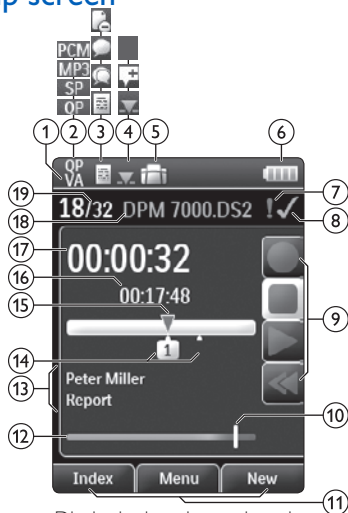 p screen
PCM
MP3
SP
QP
1 2 3 4 5 6
QP
VA
19 18/32 DPM 7000.DS2 ! 7
18 8
17 00:00:32
16 00:17:48
15
9
14 1
13 Peter Miller
Report
10
12
Index Menu New
11